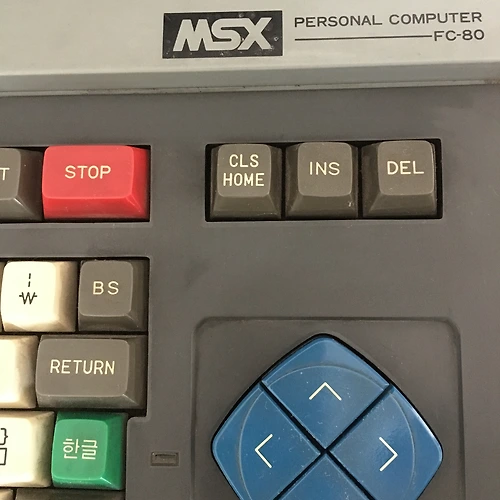 MSX PERSONAL COMPUTER
FC-80
T STOP CLS HOME INS DEL
¦ ₩ BS
RETURN
} 한글